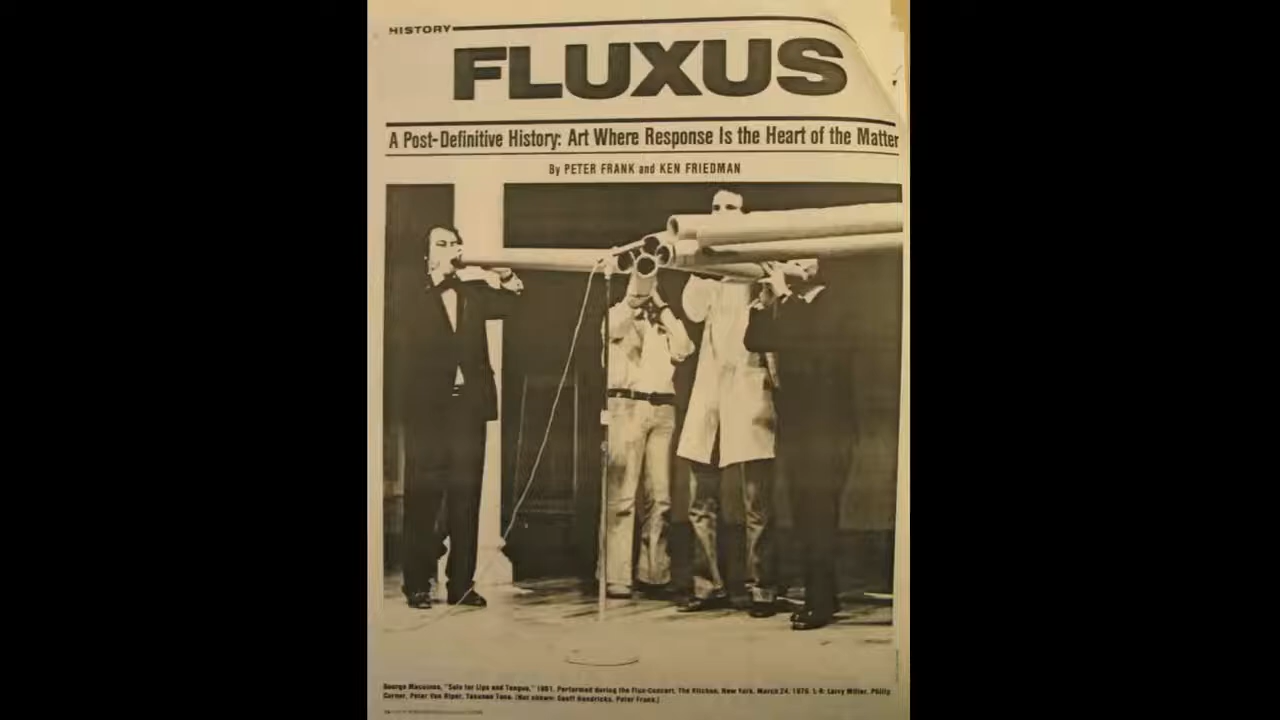 HISTORY
FLUXUS
A Post-Definitive History: Art Where Response Is the Heart of the Matter
By PETER FRANK and KEN FRIEDMAN
George Maciunas, "Solo for Lips and Tongue," 1961. Performed during the Flux-Concert, The Kitchen, New York, March 24, 1979. L-R: Larry Miller, Philip
Corner, Peter Van Riper, Yasunao Tone. (Not shown: Geoff Hendricks, Peter Frank.)